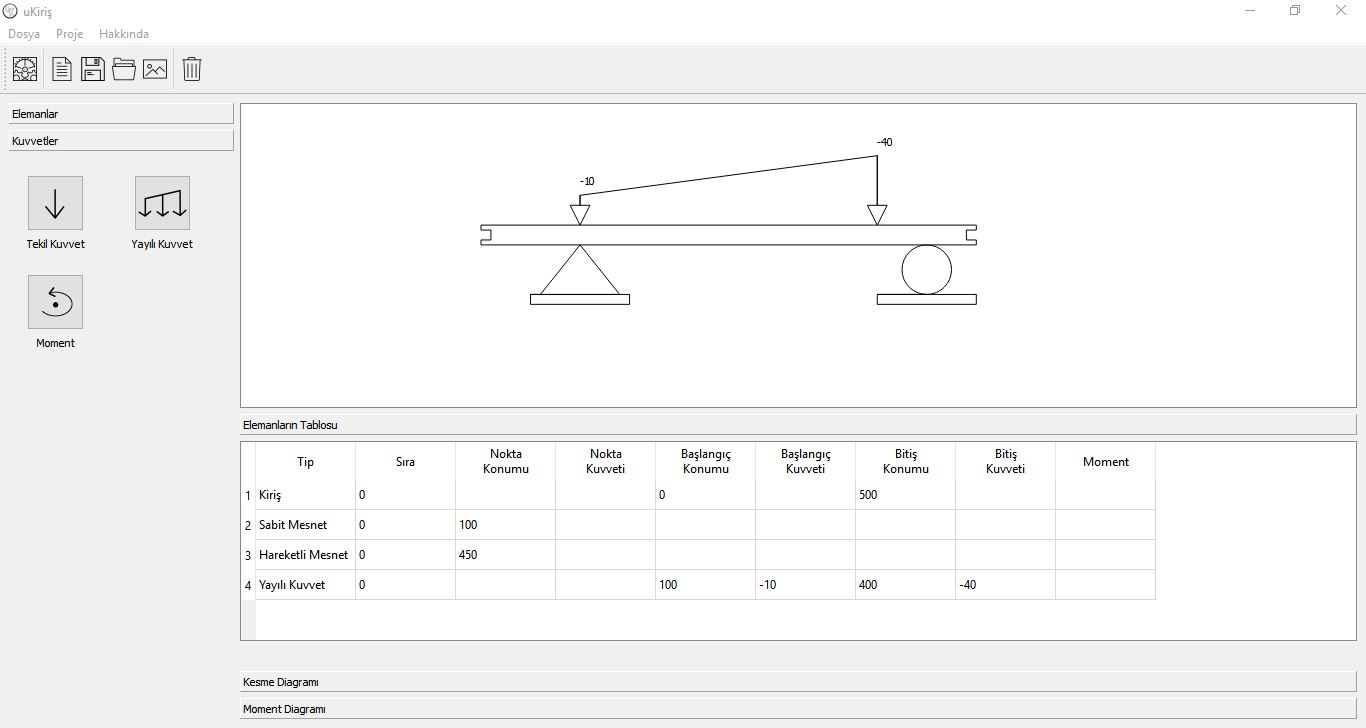 uKiriş
Dosya Proje Hakkında
Elemanlar
Kuvvetler
Tekil Kuvvet Yayılı Kuvvet
Moment
-40
-10
Elemanların Tablosu
Tip Sıra Nokta Konumu Nokta Kuvveti Başlangıç Konumu Başlangıç Kuvveti Bitiş Konumu Bitiş Kuvveti Moment
1 Kiriş 0 0 500
2 Sabit Mesnet 0 100
3 Hareketli Mesnet 0 450
4 Yayılı Kuvvet 0 100 -10 400 -40
Kesme Diagramı
Moment Diagramı